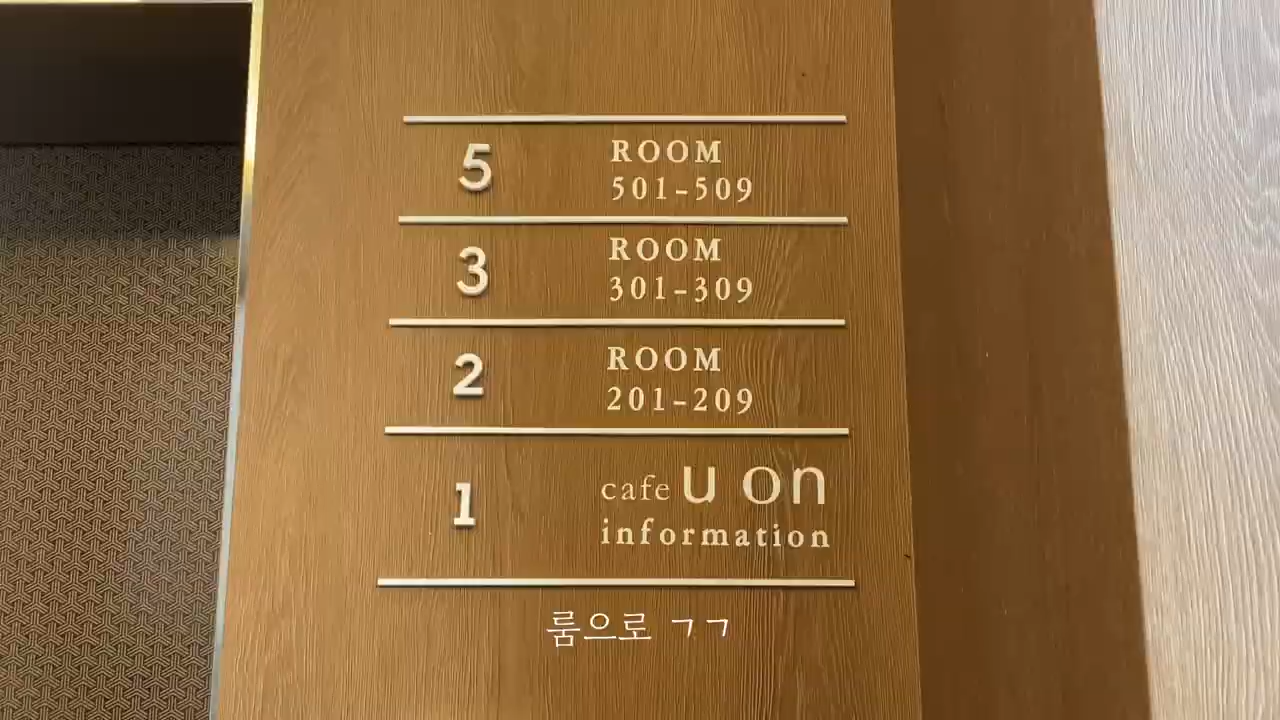 5 ROOM
501-509
3 ROOM
301-309
2 ROOM
201-209
1 cafe u on
information
룸으로 ㄱㄱ